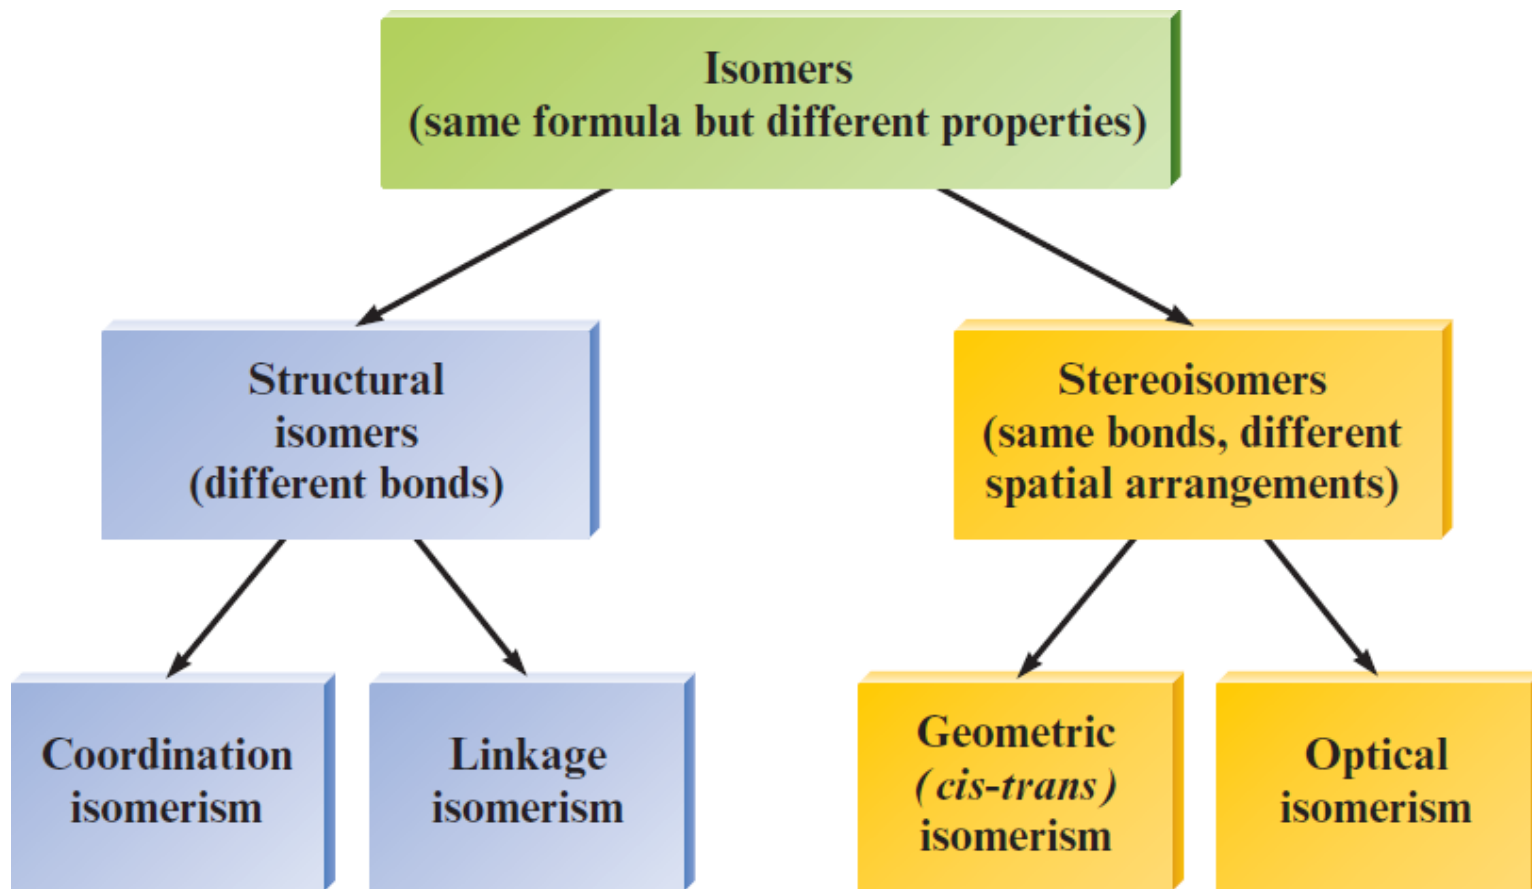 Isomers
(same formula but different properties)
Structural
isomers
(different bonds)
Stereoisomers
(same bonds, different
spatial arrangements)
Coordination
isomerism
Linkage
isomerism
Geometric
(cis-trans)
isomerism
Optical
isomerism